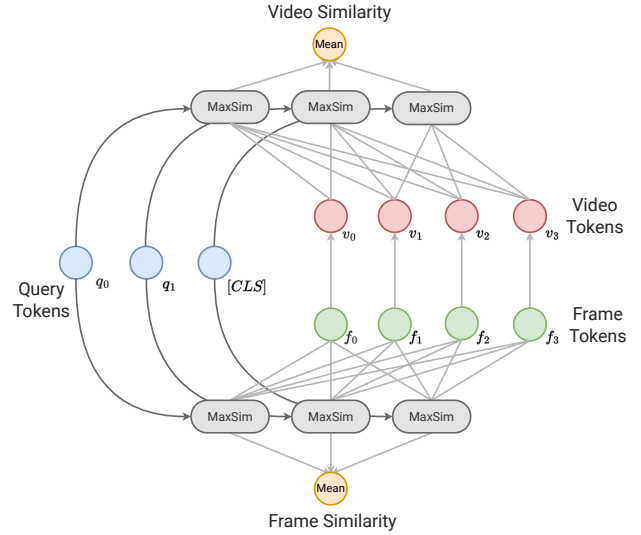 Video Similarity
Mean
MaxSim MaxSim MaxSim
v0 v1 v2 v3
Video
Tokens
Query
Tokens
q0 q1 [CLS]
f0 f1 f2 f3
Frame
Tokens
MaxSim MaxSim MaxSim
Mean
Frame Similarity